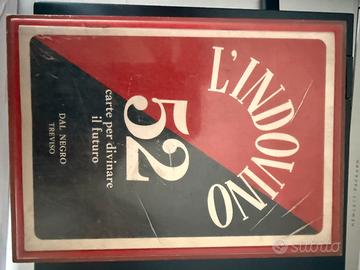 L'INDOVINO
52
carte per divinare
il futuro
DAL NEGRO
TREVISO
subito